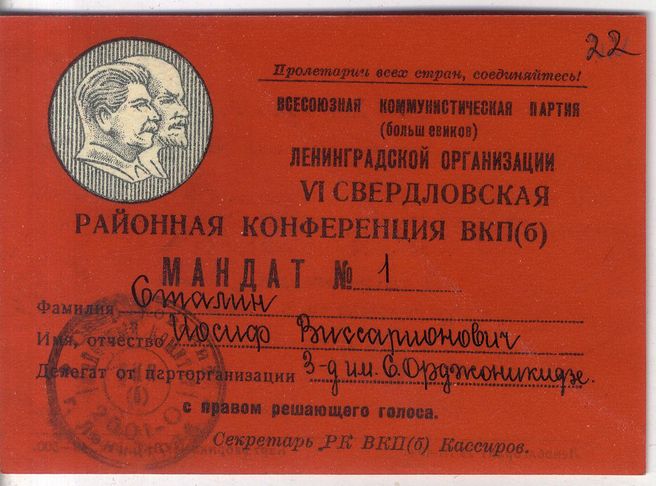 22
Пролетарии всех стран, соединяйтесь!
ВСЕСОЮЗНАЯ КОММУНИСТИЧЕСКАЯ ПАРТИЯ
(большевиков)
ЛЕНИНГРАДСКОЙ ОРГАНИЗАЦИИ
VI СВЕРДЛОВСКАЯ
РАЙОННАЯ КОНФЕРЕНЦИЯ ВКП(б)
МАНДАТ № 1
Фамилия Сталин
Имя, отчество Иосиф Виссарионович
Делегат от парторганизации З-д им. С. Орджоникидзе.
с правом решающего голоса.
Секретарь РК ВКП(б) Кассиров.